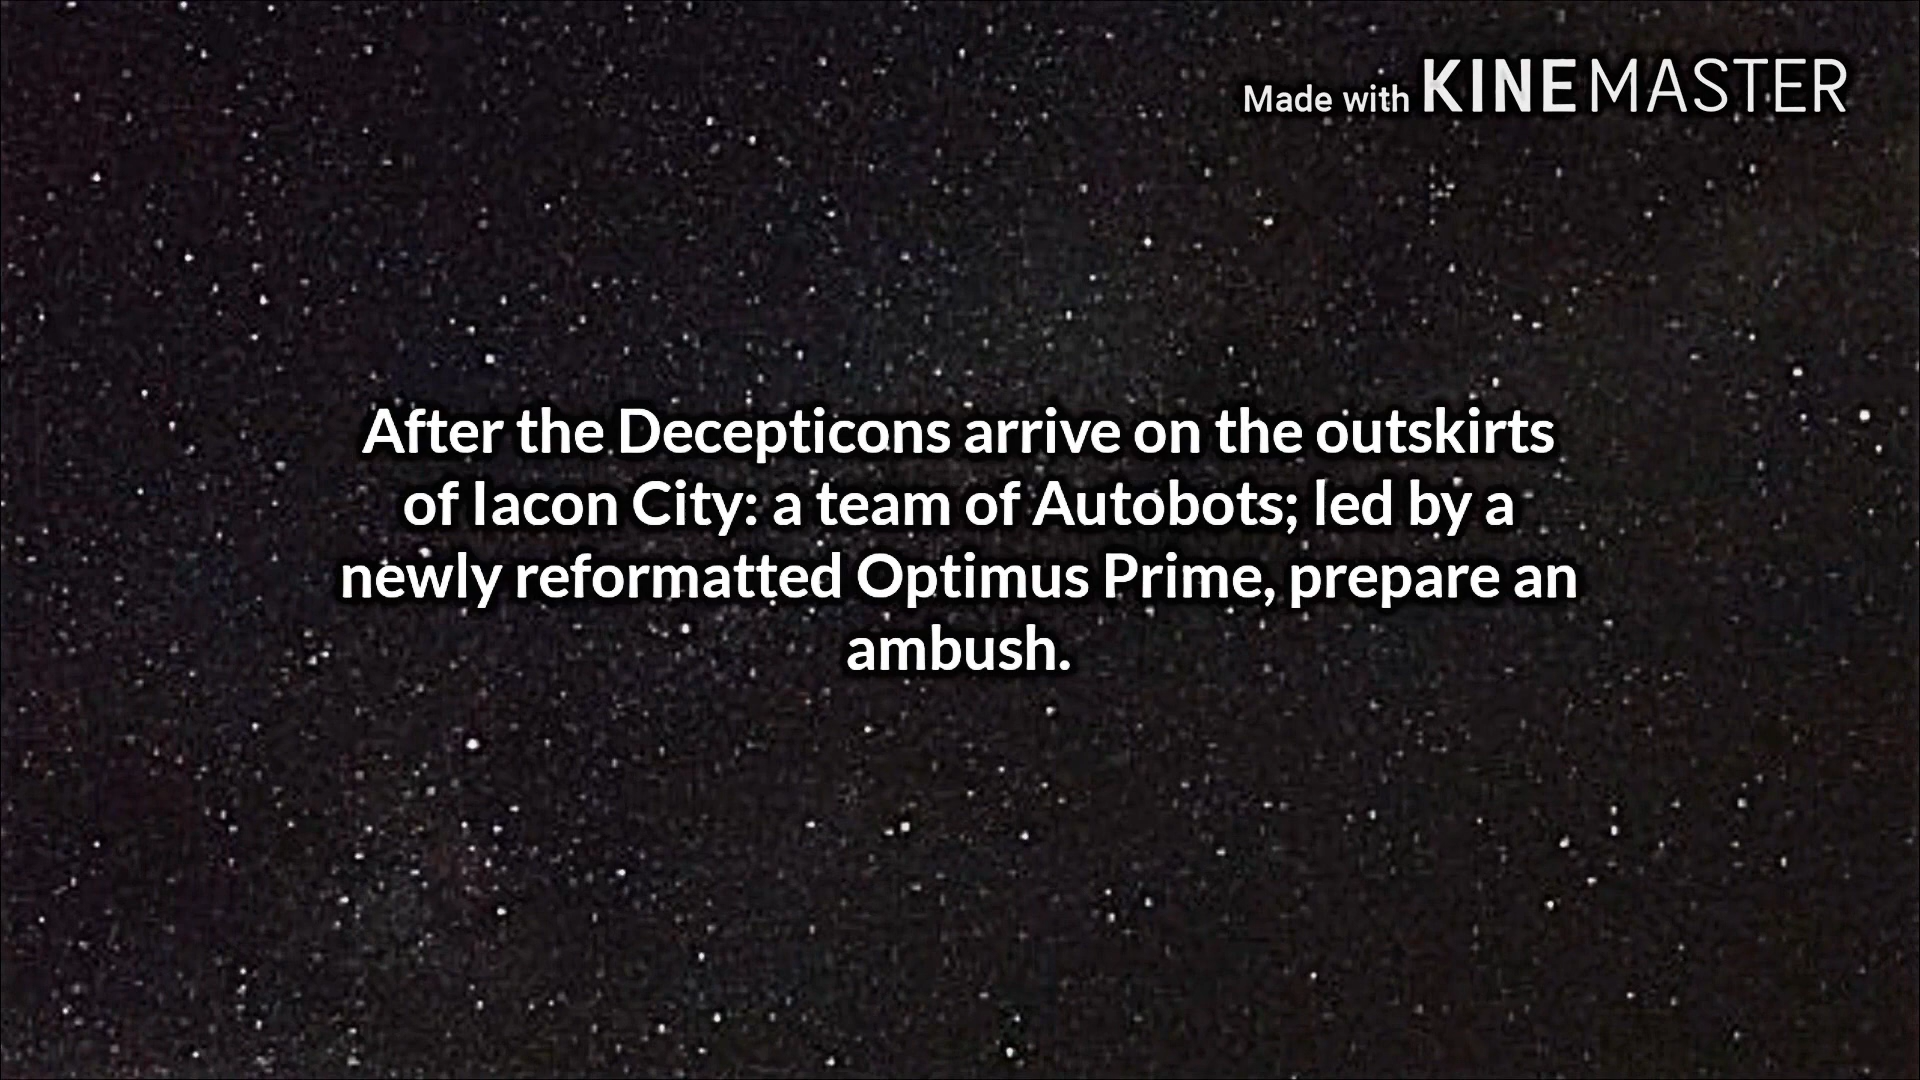 Made with KINEMASTER
After the Decepticons arrive on the outskirts
of Iacon City: a team of Autobots; led by a
newly reformatted Optimus Prime, prepare an
ambush.